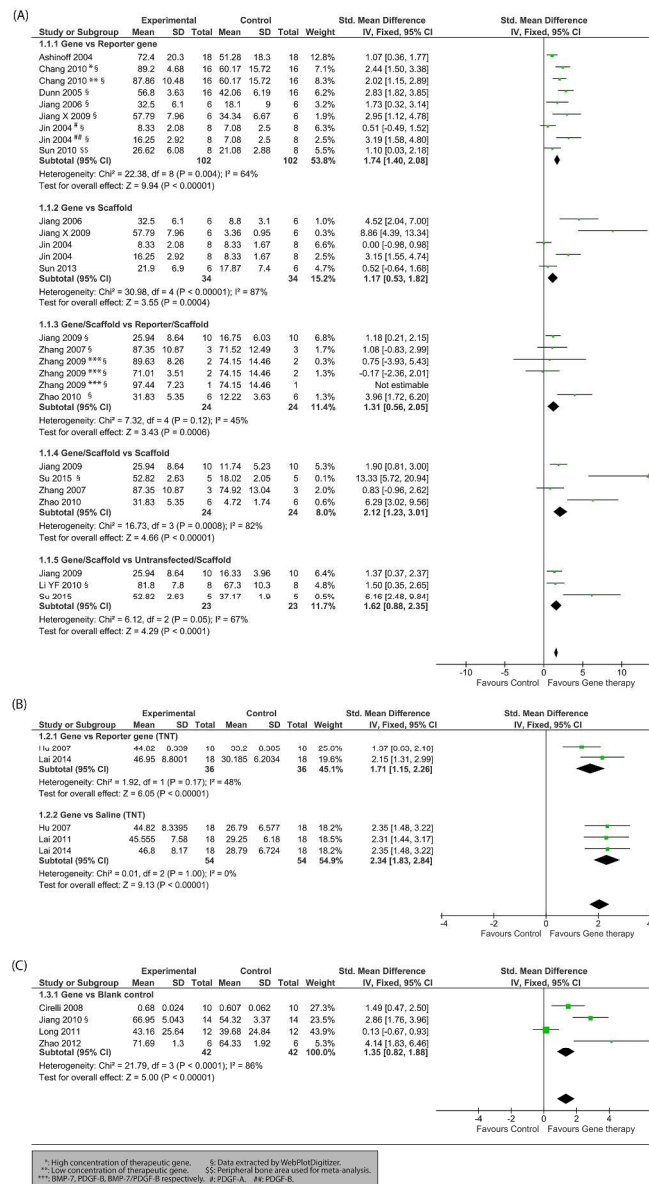 (A)
Experimental Control Std. Mean Difference Std. Mean Difference
Study or Subgroup Mean SD Total Mean SD Total Weight IV, Fixed, 95% CI IV, Fixed, 95% CI
1.1.1 Gene vs Reporter gene
Ashinoff 2004 72.4 20.3 18 51.28 18.3 18 12.8% 1.07 [0.36, 1.77]
Chang 2010 * § 89.2 4.68 16 60.17 15.72 16 7.1% 2.44 [1.50, 3.38]
Chang 2010 ** § 87.86 10.48 16 60.17 15.72 16 8.3% 2.02 [1.15, 2.89]
Dunn 2005 § 56.8 3.63 16 42.06 6.19 16 5.9% 2.83 [1.82, 3.85]
Jiang 2006 § 32.5 6.1 6 18.1 9 6 3.2% 1.73 [0.32, 3.14]
Jiang X 2009 § 57.79 7.96 6 34.34 6.67 6 1.9% 2.95 [1.12, 4.78]
Jin 2004 # § 8.33 2.08 8 7.08 2.5 8 6.3% 0.51 [-0.49, 1.52]
Jin 2004 ## § 16.25 2.92 8 7.08 2.5 8 2.4% 3.19 [1.58, 4.80]
Sun 2010 $$ 26.62 6.08 8 21.08 2.88 8 5.5% 1.10 [0.03, 2.18]
Subtotal (95% CI) 102 102 53.8% 1.74 [1.40, 2.08]
Heterogeneity: Chi² = 22.38, df = 8 (P = 0.004); I² = 64%
Test for overall effect: Z = 9.94 (P < 0.00001)
1.1.2 Gene vs Scaffold
Jiang 2006 32.5 6.1 6 8.8 3.1 6 1.0% 4.52 [2.04, 7.00]
Jiang X 2009 57.79 7.96 6 3.36 0.95 6 0.3% 8.86 [4.39, 13.34]
Jin 2004 8.33 2.08 8 8.33 1.67 8 6.6% 0.00 [-0.98, 0.98]
Jin 2004 16.25 2.92 8 8.33 1.67 8 2.5% 3.15 [1.55, 4.74]
Sun 2013 21.9 6.9 6 17.87 7.4 6 4.7% 0.52 [-0.64, 1.68]
Subtotal (95% CI) 34 34 15.2% 1.17 [0.53, 1.82]
Heterogeneity: Chi² = 30.98, df = 4 (P < 0.00001); I² = 87%
Test for overall effect: Z = 3.55 (P = 0.0004)
1.1.3 Gene/Scaffold vs Reporter/Scaffold
Jiang 2009 § 25.94 8.64 10 16.75 6.03 10 6.8% 1.18 [0.21, 2.15]
Zhang 2007 § 87.35 10.87 3 71.52 12.49 3 1.7% 1.08 [-0.83, 2.99]
Zhang 2009 *** § 89.63 8.26 2 74.15 14.46 2 0.3% 0.75 [-3.93, 5.43]
Zhang 2009 *** § 71.01 3.51 2 74.15 14.46 2 1.3% -0.17 [-2.36, 2.01]
Zhang 2009 *** § 97.44 7.23 1 74.15 14.46 1 Not estimable
Zhao 2010 § 31.83 5.35 6 12.22 3.63 6 1.3% 3.96 [1.72, 6.20]
Subtotal (95% CI) 24 24 11.4% 1.31 [0.56, 2.05]
Heterogeneity: Chi² = 7.32, df = 4 (P = 0.12); I² = 45%
Test for overall effect: Z = 3.43 (P = 0.0006)
1.1.4 Gene/Scaffold vs Scaffold
Jiang 2009 25.94 8.64 10 11.74 5.23 10 5.3% 1.90 [0.81, 3.00]
Su 2015 § 52.82 2.63 5 18.02 2.05 5 0.1% 13.33 [5.72, 20.94]
Zhang 2007 87.35 10.87 3 74.92 13.04 3 2.0% 0.83 [-0.96, 2.62]
Zhao 2010 31.83 5.35 6 4.72 1.74 6 0.6% 6.29 [3.02, 9.56]
Subtotal (95% CI) 24 24 8.0% 2.12 [1.23, 3.01]
Heterogeneity: Chi² = 16.73, df = 3 (P = 0.0008); I² = 82%
Test for overall effect: Z = 4.66 (P < 0.00001)
1.1.5 Gene/Scaffold vs Untransfected/Scaffold
Jiang 2009 25.94 8.64 10 16.33 3.96 10 6.4% 1.37 [0.37, 2.37]
Li YF 2010 § 81.8 7.8 8 67.3 10.3 8 4.8% 1.50 [0.35, 2.65]
Su 2015 52.82 2.63 5 37.17 1.9 5 0.5% 6.16 [2.48, 9.84]
Subtotal (95% CI) 23 23 11.7% 1.62 [0.88, 2.35]
Heterogeneity: Chi² = 6.12, df = 2 (P = 0.05); I² = 67%
Test for overall effect: Z = 4.29 (P < 0.0001)
-10 -5 0 5 10
Favours Control Favours Gene therapy
(B)
Experimental Control Std. Mean Difference Std. Mean Difference
Study or Subgroup Mean SD Total Mean SD Total Weight IV, Fixed, 95% CI IV, Fixed, 95% CI
1.2.1 Gene vs Reporter gene (TNT)
Hu 2007 18 18 25.6%
Lai 2014 46.95 8.8001 18 30.185 6.2034 18 19.6% 2.15 [1.31, 2.99]
Subtotal (95% CI) 36 36 45.1% 1.71 [1.15, 2.26]
Heterogeneity: Chi² = 1.92, df = 1 (P = 0.17); I² = 48%
Test for overall effect: Z = 6.05 (P < 0.00001)
1.2.2 Gene vs Saline (TNT)
Hu 2007 44.82 8.3395 18 26.79 6.577 18 18.2% 2.35 [1.48, 3.22]
Lai 2011 45.555 7.58 18 29.25 6.18 18 18.5% 2.31 [1.44, 3.17]
Lai 2014 46.8 8.17 18 28.79 6.724 18 18.2% 2.35 [1.48, 3.22]
Subtotal (95% CI) 54 54 54.9% 2.34 [1.83, 2.84]
Heterogeneity: Chi² = 0.01, df = 2 (P = 1.00); I² = 0%
Test for overall effect: Z = 9.13 (P < 0.00001)
-4 -2 0 2 4
Favours Control Favours Gene therapy
(C)
Experimental Control Std. Mean Difference Std. Mean Difference
Study or Subgroup Mean SD Total Mean SD Total Weight IV, Fixed, 95% CI IV, Fixed, 95% CI
1.3.1 Gene vs Blank control
Cirelli 2008 0.68 0.024 10 0.607 0.062 10 27.3% 1.49 [0.47, 2.50]
Jiang 2010 § 66.95 5.043 14 54.32 3.37 14 23.5% 2.86 [1.76, 3.96]
Long 2011 43.16 25.64 12 39.68 24.84 12 43.9% 0.13 [-0.67, 0.93]
Zhao 2012 71.69 1.3 6 64.33 1.92 6 5.3% 4.14 [1.83, 6.46]
Subtotal (95% CI) 42 42 100.0% 1.35 [0.82, 1.88]
Heterogeneity: Chi² = 21.79, df = 3 (P < 0.0001); I² = 86%
Test for overall effect: Z = 5.00 (P < 0.00001)
-4 -2 0 2 4
Favours Control Favours Gene therapy
*: High concentration of therapeutic gene. §: Data extracted by WebPlotDigitizer.
**: Low concentration of therapeutic gene. $$: Peripheral bone area used for meta-analysis.
***: BMP-7, PDGF-B, BMP-7/PDGF-B respectively. #: PDGF-A. ##: PDGF-B.